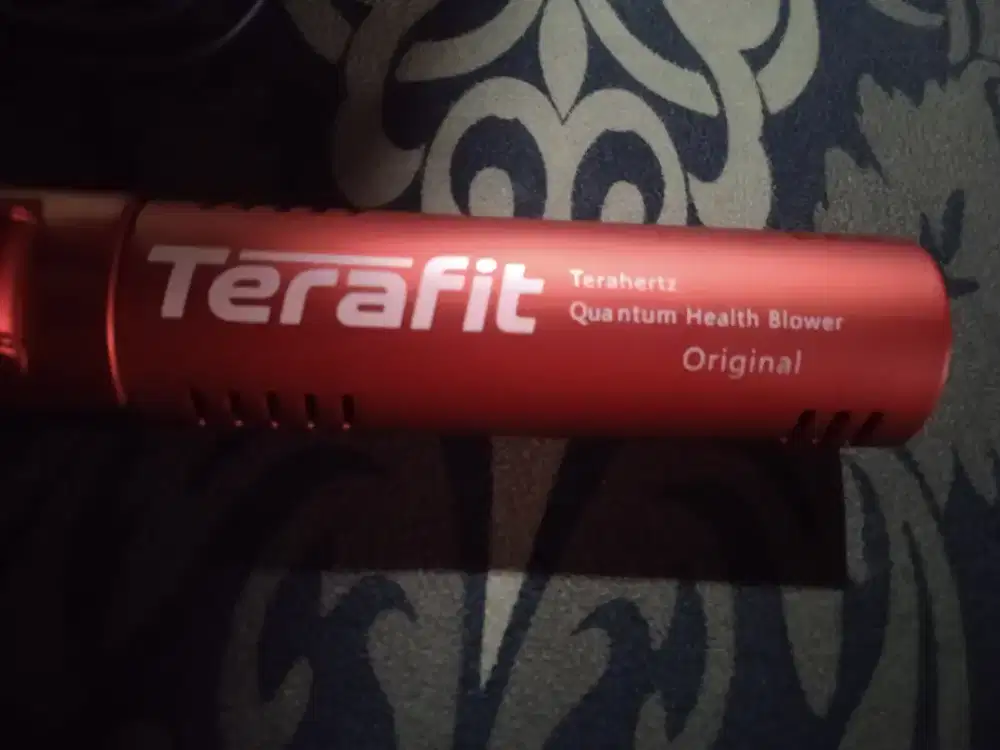 Terafit
Terahertz
Quantum Health Blower
Original